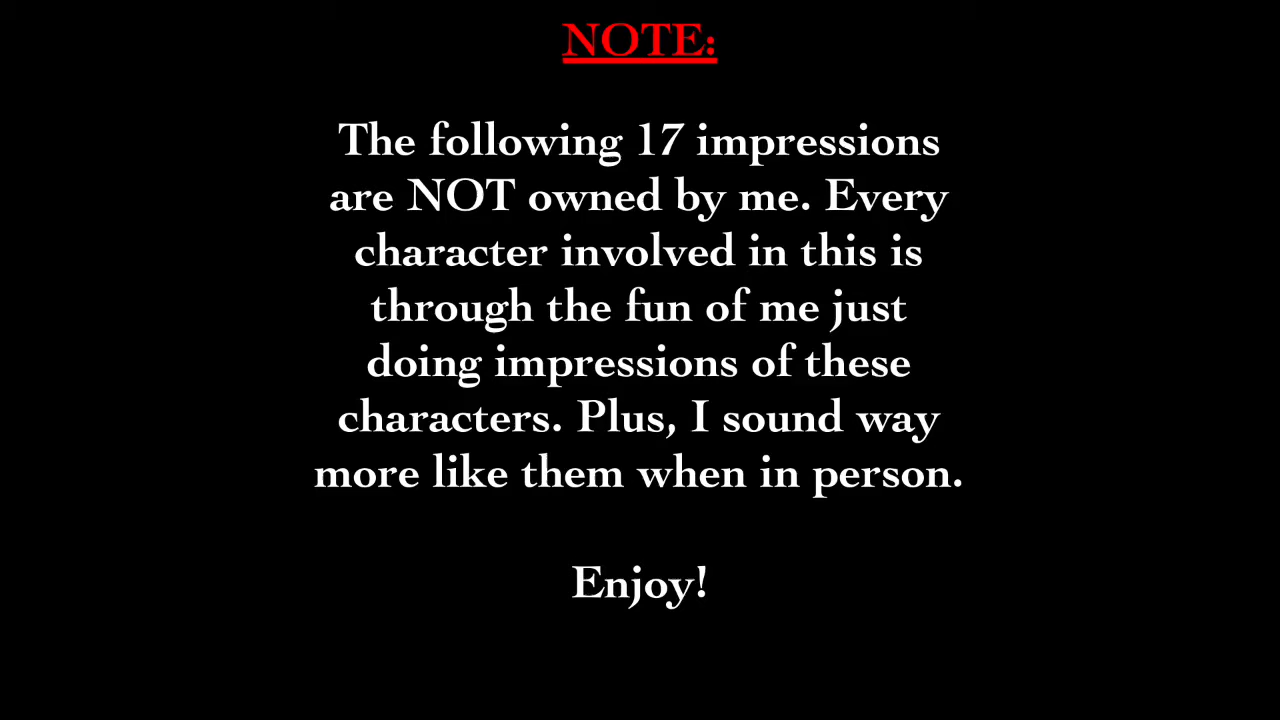 NOTE:
The following 17 impressions
are NOT owned by me. Every
character involved in this is
through the fun of me just
doing impressions of these
characters. Plus, I sound way
more like them when in person.
Enjoy!